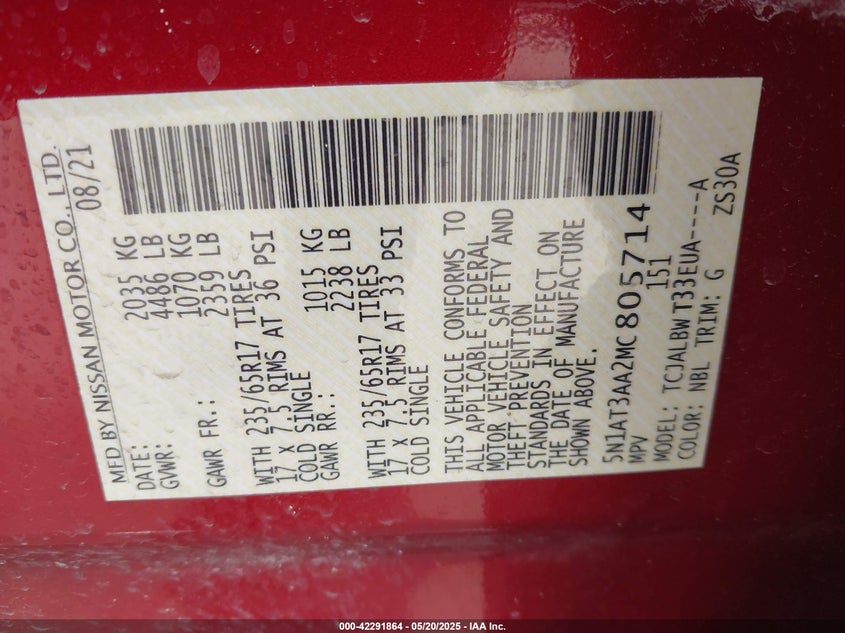 MFD BY NISSAN MOTOR CO., LTD.
DATE: 08/21
GVWR: 2035 KG
4486 LB
GAWR FR.: 1070 KG
2359 LB
WITH 235/65R17 TIRES
17 X 7.5 RIMS AT 36 PSI
COLD SINGLE
GAWR RR.: 1015 KG
2238 LB
WITH 235/65R17 TIRES
17 X 7.5 RIMS AT 33 PSI
COLD SINGLE
THIS VEHICLE CONFORMS TO
ALL APPLICABLE FEDERAL
MOTOR VEHICLE SAFETY AND
THEFT PREVENTION
STANDARDS IN EFFECT ON
THE DATE OF MANUFACTURE
SHOWN ABOVE.
5N1AT3AA2MC805714
MPV 151
MODEL: TCJALBWT33EUA----A
COLOR: NBL TRIM: G ZS30A
000-42291864 - 05/20/2025 - IAA Inc.